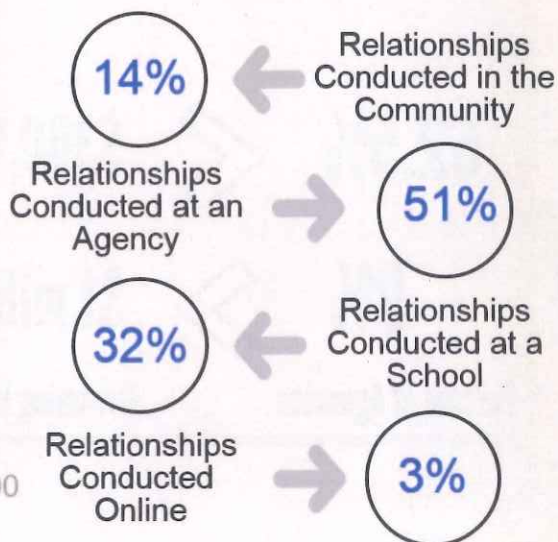 14%
Relationships
Conducted in the
Community
Relationships
Conducted at an
Agency
51%
32%
Relationships
Conducted at a
School
Relationships
Conducted
Online
3%